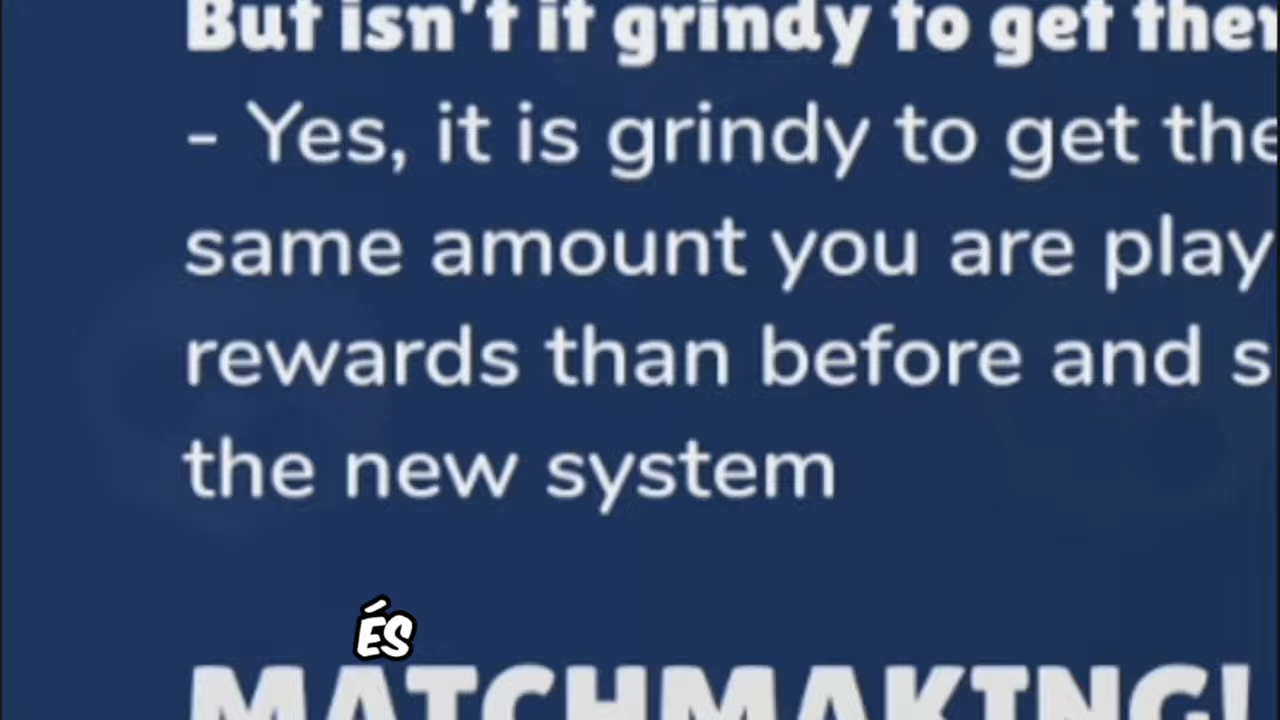 But isn't it grindy to get
- Yes, it is grindy to get
same amount you are play
rewards than before and
the new system
ÉS
MATCHMAKING!